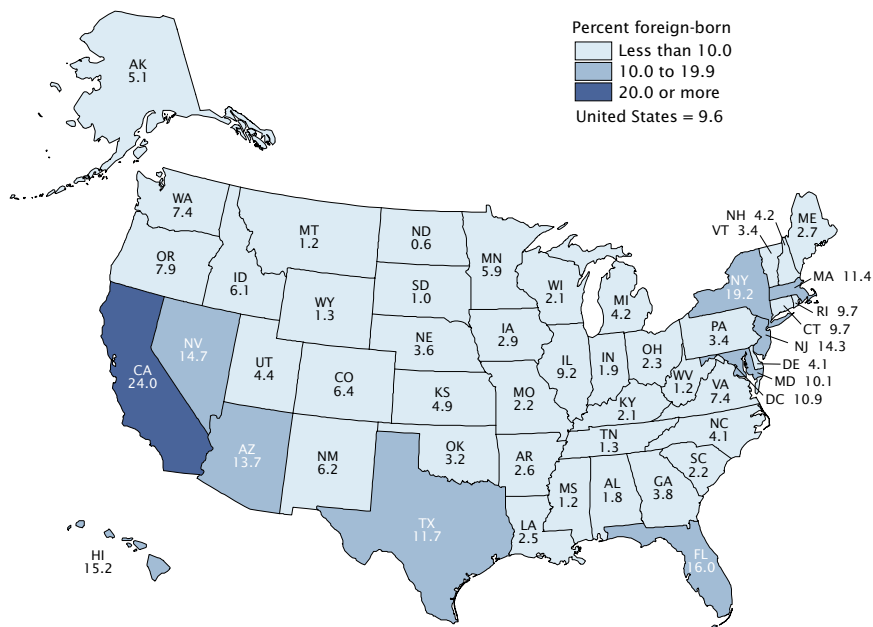 Percent foreign-born
Less than 10.0
10.0 to 19.9
20.0 or more
United States = 9.6
AK
5.1
WA
7.4
OR
7.9
ID
6.1
MT
1.2
WY
1.3
ND
0.6
SD
1.0
NE
3.6
KS
4.9
MN
5.9
IA
2.9
MO
2.2
WI
2.1
IL
9.2
MI
4.2
IN
1.9
OH
2.3
KY
2.1
TN
1.3
WV
1.2
PA
3.4
NY
19.2
VT 3.4
NH 4.2
ME
2.7
MA 11.4
RI 9.7
CT 9.7
NJ 14.3
DE 4.1
MD 10.1
DC 10.9
VA
7.4
NC
4.1
SC
2.2
GA
3.8
FL
16.0
AL
1.8
MS
1.2
LA
2.5
AR
2.6
OK
3.2
TX
11.7
NM
6.2
CO
6.4
UT
4.4
AZ
13.7
NV
14.7
CA
24.0
HI
15.2